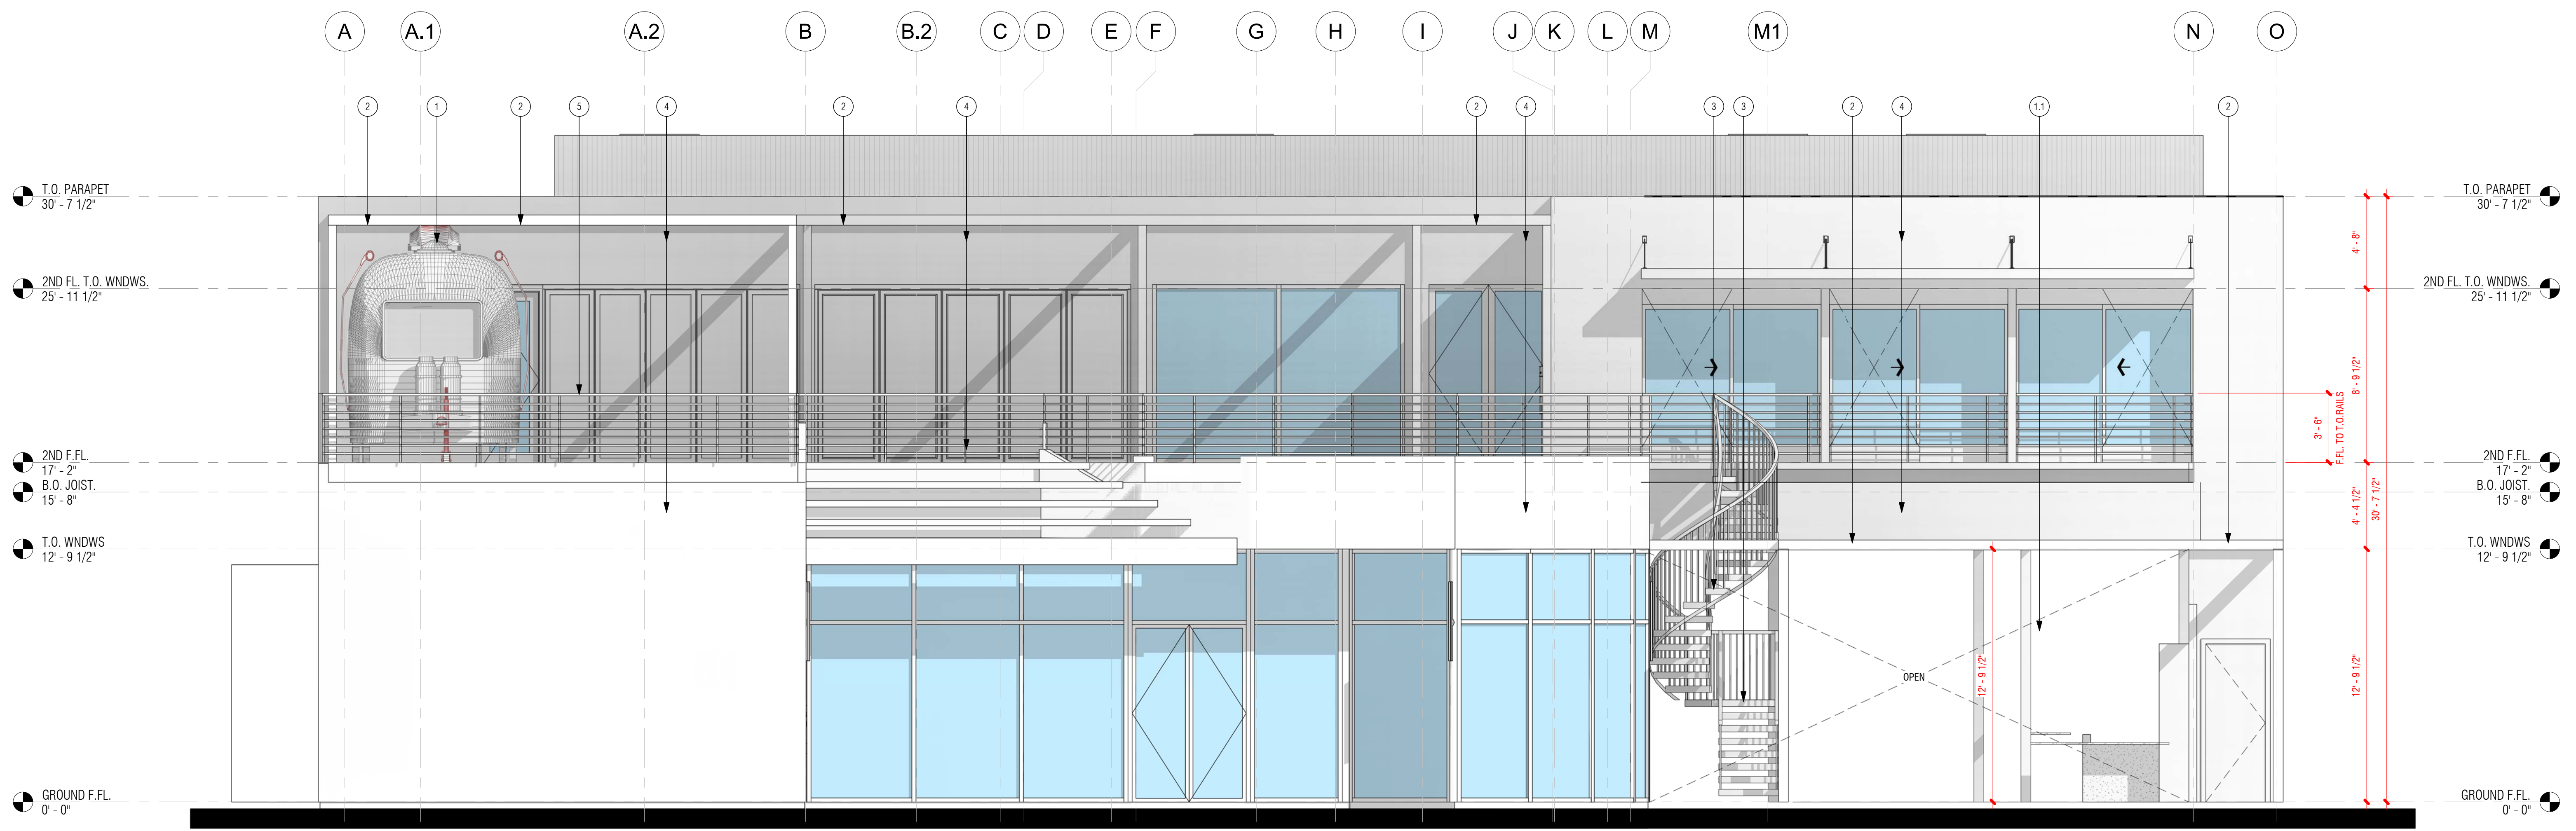 A A.1 A.2 B B.2 C D E F G H I J K L M M1 N O
2 1 2 5 4 2 4 2 4 3 3 2 4 1.1 2
T.O. PARAPET
30' - 7 1/2"
2ND FL. T.O. WNDWS.
25' - 11 1/2"
2ND F.FL.
17' - 2"
B.O. JOIST.
15' - 8"
T.O. WNDWS
12' - 9 1/2"
GROUND F.FL.
0' - 0"
OPEN
12' - 9 1/2"
3' - 6"
F.FL. TO T.O.RAILS
4' - 8"
8' - 9 1/2"
4' - 4 1/2"
12' - 9 1/2"
30' - 7 1/2"
T.O. PARAPET
30' - 7 1/2"
2ND FL. T.O. WNDWS.
25' - 11 1/2"
2ND F.FL.
17' - 2"
B.O. JOIST.
15' - 8"
T.O. WNDWS
12' - 9 1/2"
GROUND F.FL.
0' - 0"